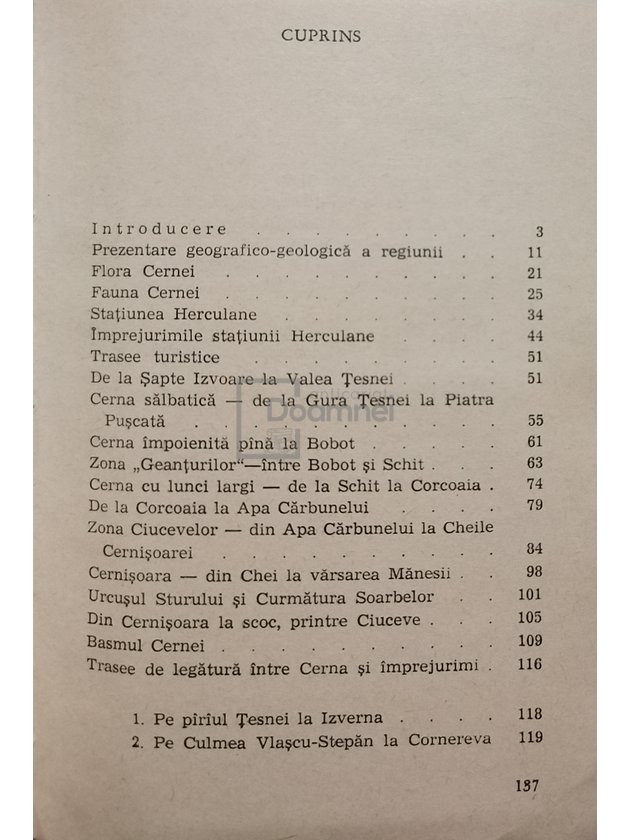 CUPRINS
Introducere . . . . . . . . . 3
Prezentare geografico-geologică a regiunii . . 11
Flora Cernei . . . . . . . . . . 21
Fauna Cernei . . . . . . . . . . 25
Stațiunea Herculane . . . . . . . . 34
Împrejurimile stațiunii Herculane . . . . 44
Trasee turistice . . . . . . . . . 51
De la Șapte Izvoare la Valea Țesnei . . . . 51
Cerna sălbatică — de la Gura Țesnei la Piatra
Pușcată . . . . . . . . . . 55
Cerna împoienită pînă la Bobot . . . . . 61
Zona „Geanțurilor“—între Bobot și Schit . . . 63
Cerna cu lunci largi — de la Schit la Corcoaia . 74
De la Corcoaia la Apa Cărbunelui . . . . 79
Zona Ciucevelor — din Apa Cărbunelui la Cheile
Cernișoarei . . . . . . . . . . 84
Cernișoara — din Chei la vărsarea Mănesii . . 98
Urcușul Sturului și Curmătura Soarbelor . . 101
Din Cernișoara la scoc, printre Ciuceve . . . 105
Basmul Cernei . . . . . . . . . . 109
Trasee de legătură între Cerna și împrejurimi . 116
1. Pe pîrîul Țesnei la Izverna . . . . 118
2. Pe Culmea Vlașcu-Stepăn la Cornereva 119
137